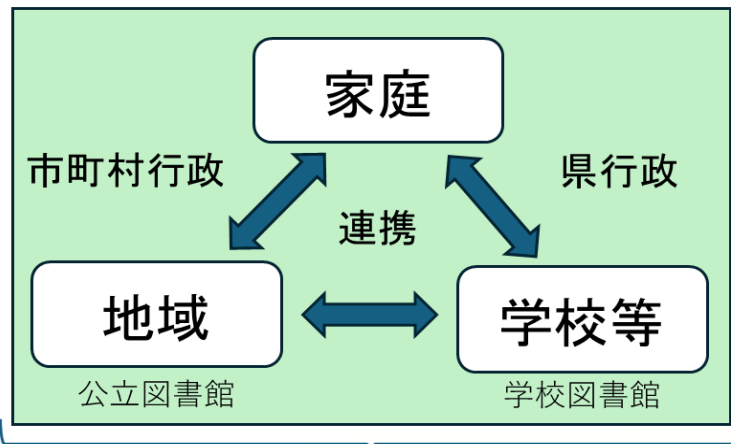 家庭
市町村行政
県行政
連携
地域
学校等
公立図書館
学校図書館